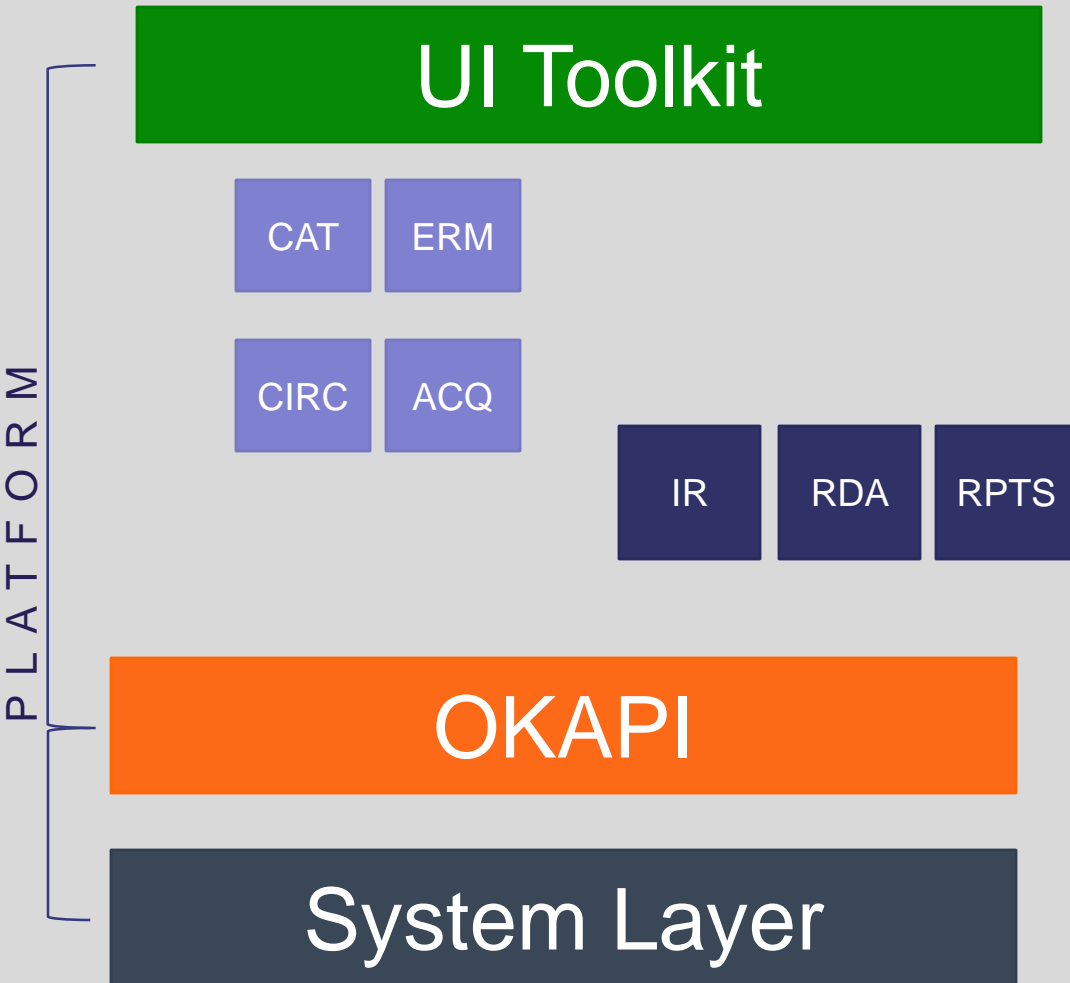 UI Toolkit
CAT ERM
CIRC ACQ
IR RDA RPTS
PLATFORM
OKAPI
System Layer